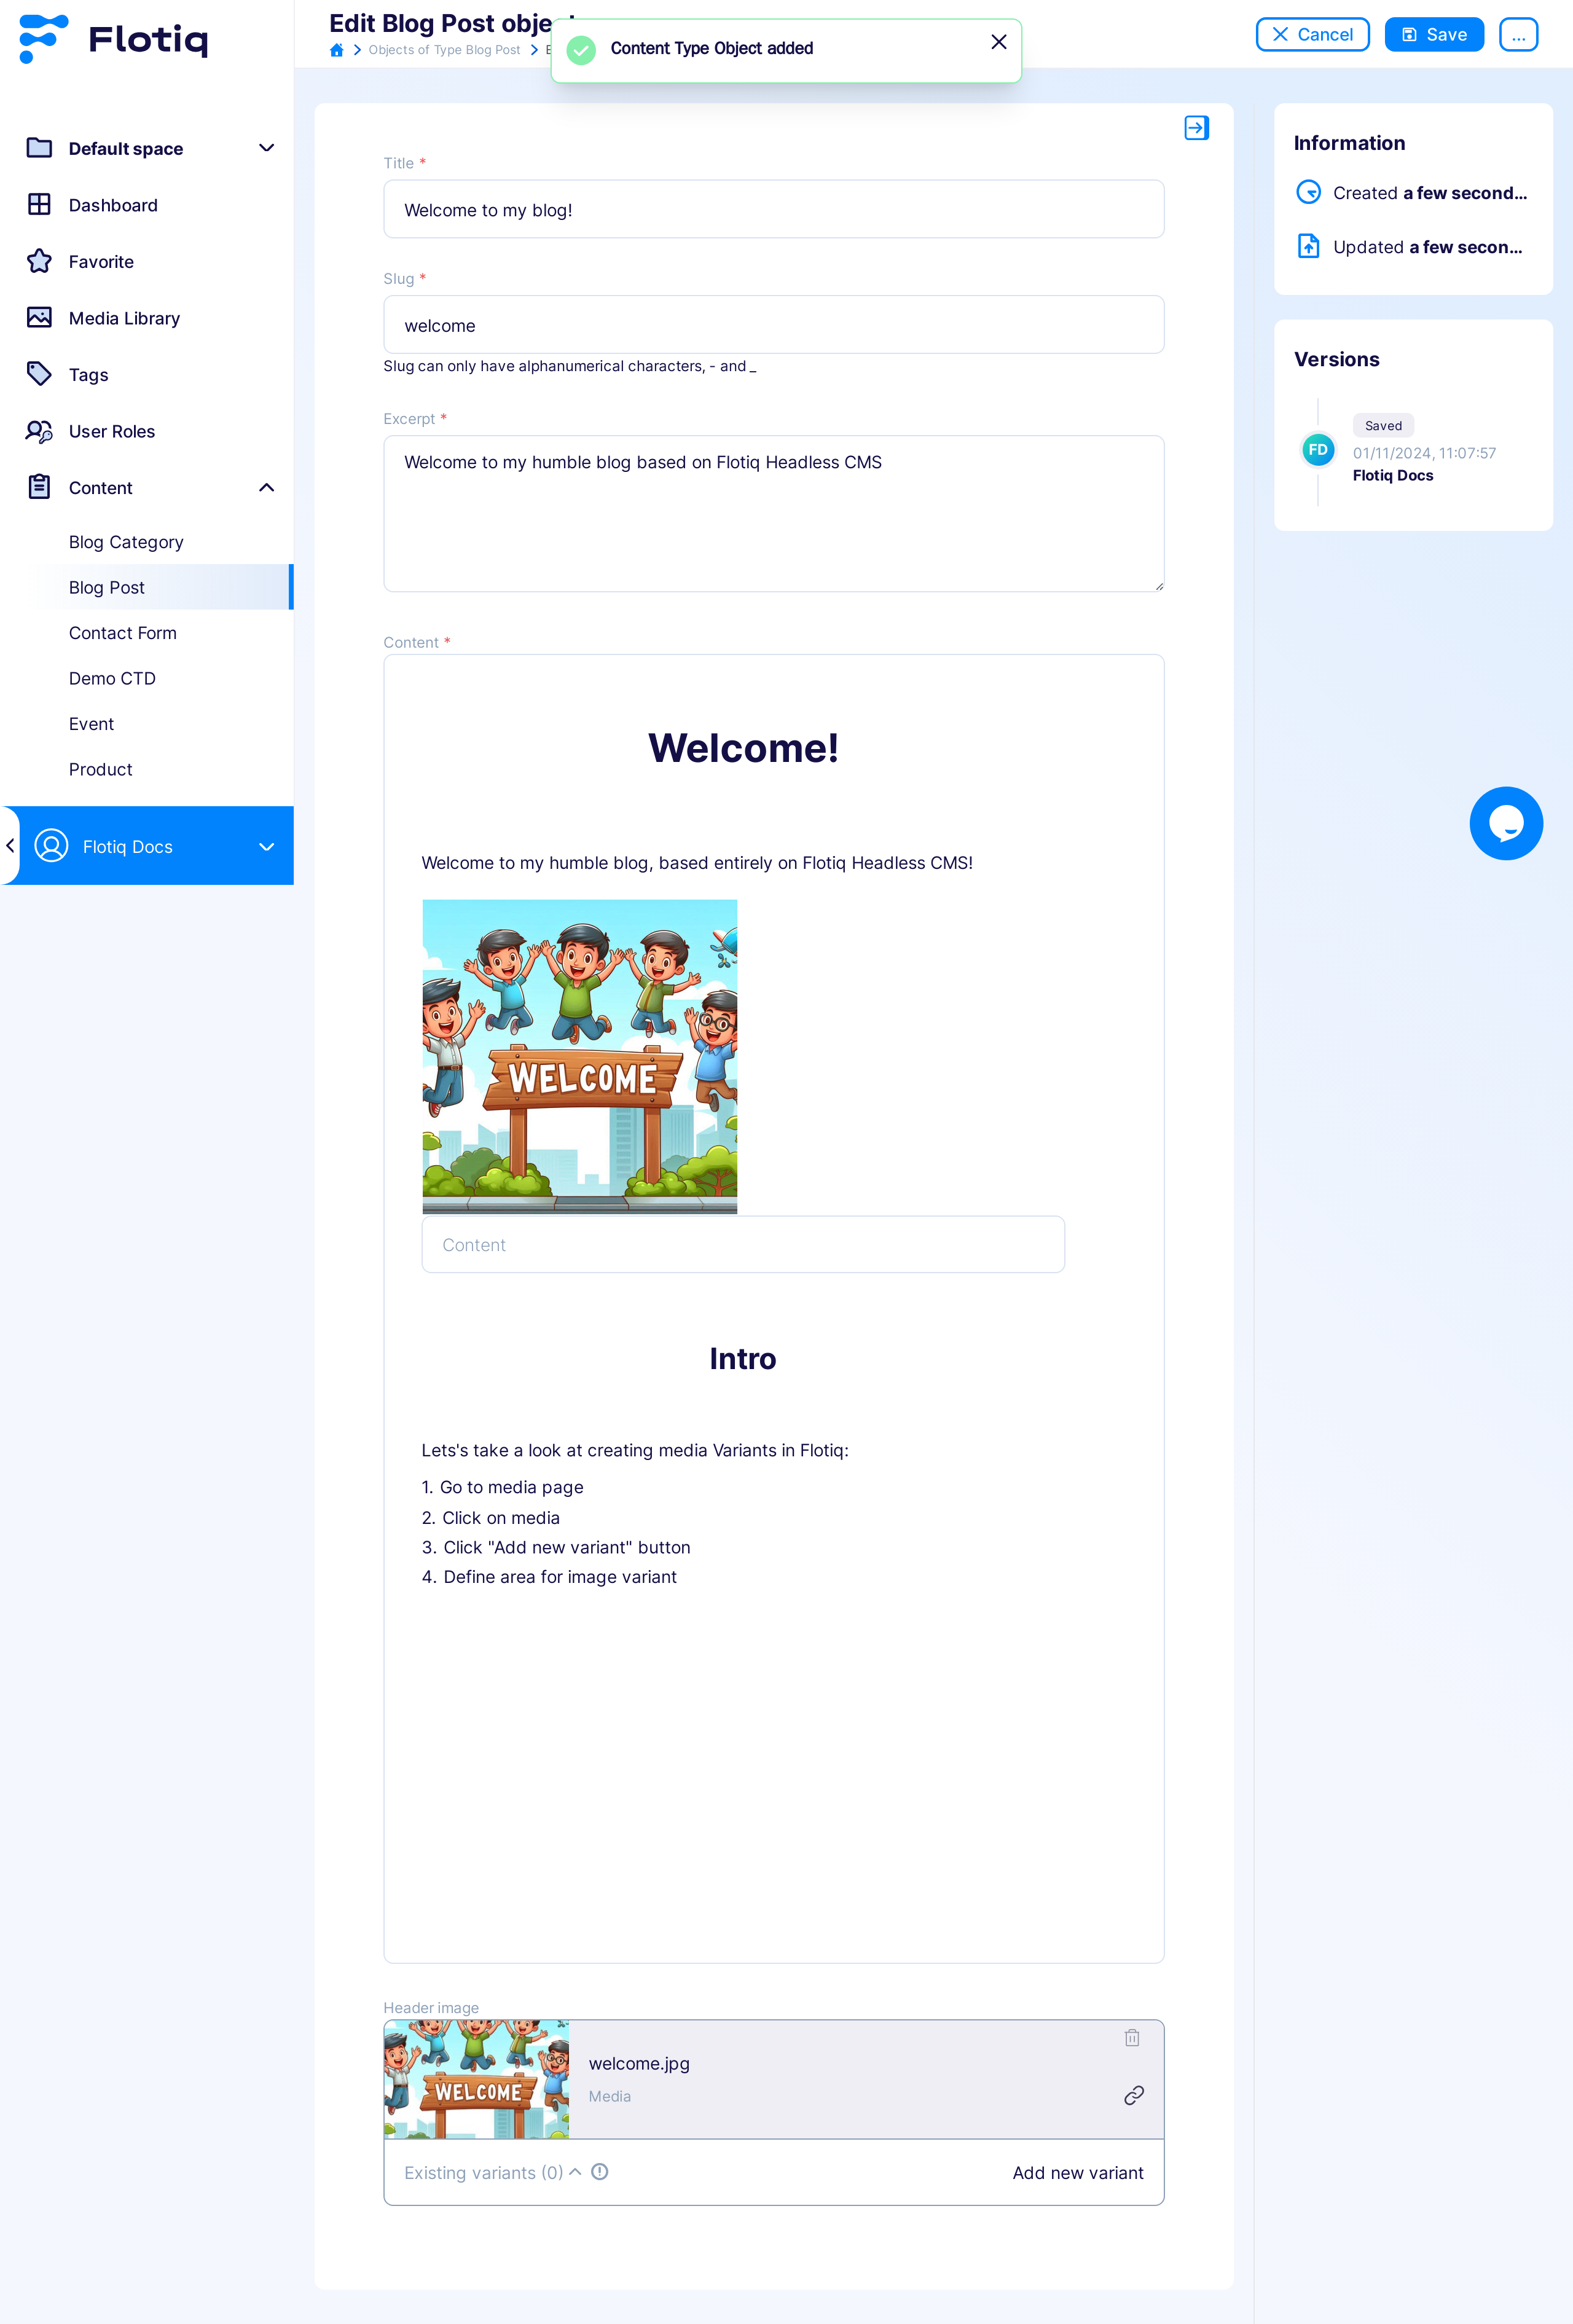 Flotiq
Default space
Dashboard
Favorite
Media Library
Tags
User Roles
Content
Blog Category
Blog Post
Contact Form
Demo CTD
Event
Product
Flotiq Docs
Edit Blog Post
Objects of Type Blog Post
Content Type Object added
Cancel
Save
...
Title *
Welcome to my blog!
Slug *
welcome
Slug can only have alphanumerical characters, - and _
Excerpt *
Welcome to my humble blog based on Flotiq Headless CMS
Content *
Welcome!
Welcome to my humble blog, based entirely on Flotiq Headless CMS!
WELCOME
Content
Intro
Lets's take a look at creating media Variants in Flotiq:
1. Go to media page
2. Click on media
3. Click "Add new variant" button
4. Define area for image variant
Header image
WELCOME
welcome.jpg
Media
Existing variants (0)
Add new variant
Information
Created a few second...
Updated a few secon...
Versions
FD
Saved
01/11/2024, 11:07:57
Flotiq Docs